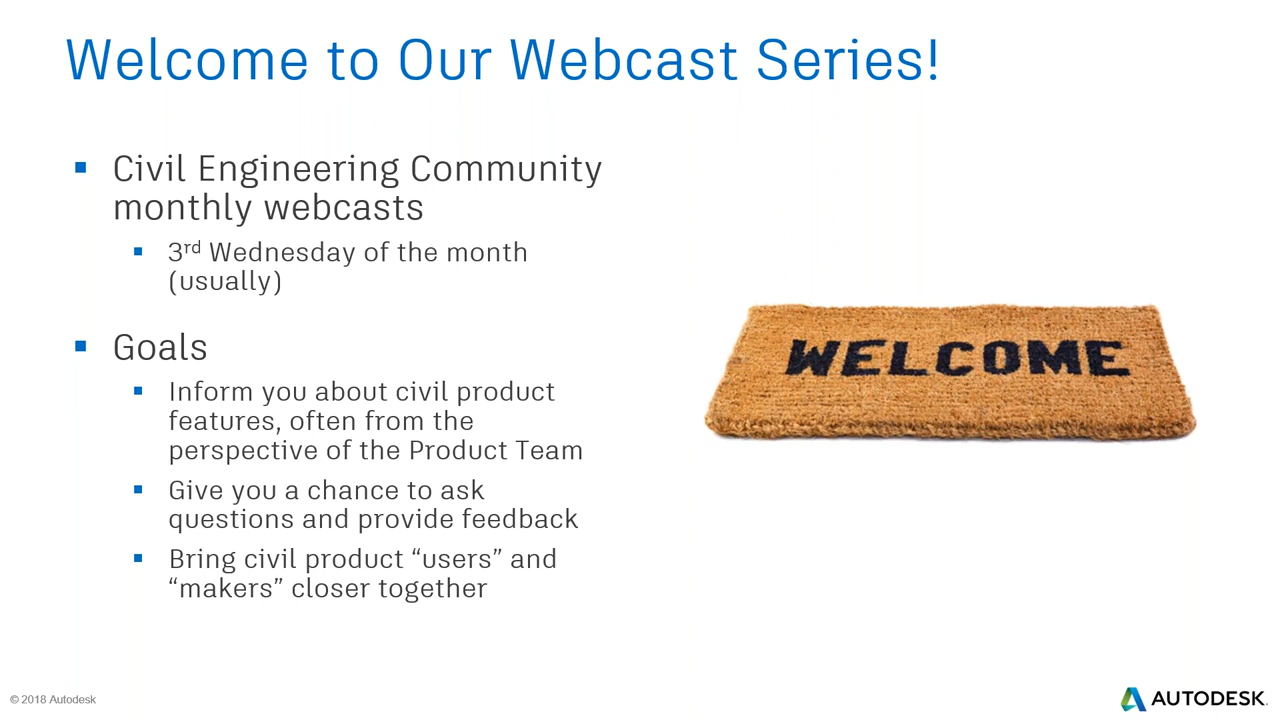 Welcome to Our Webcast Series!
▪ Civil Engineering Community
monthly webcasts
▪ 3rd Wednesday of the month
(usually)
▪ Goals
▪ Inform you about civil product
features, often from the
perspective of the Product Team
▪ Give you a chance to ask
questions and provide feedback
▪ Bring civil product “users” and
“makers” closer together
WELCOME
© 2018 Autodesk
AUTODESK.